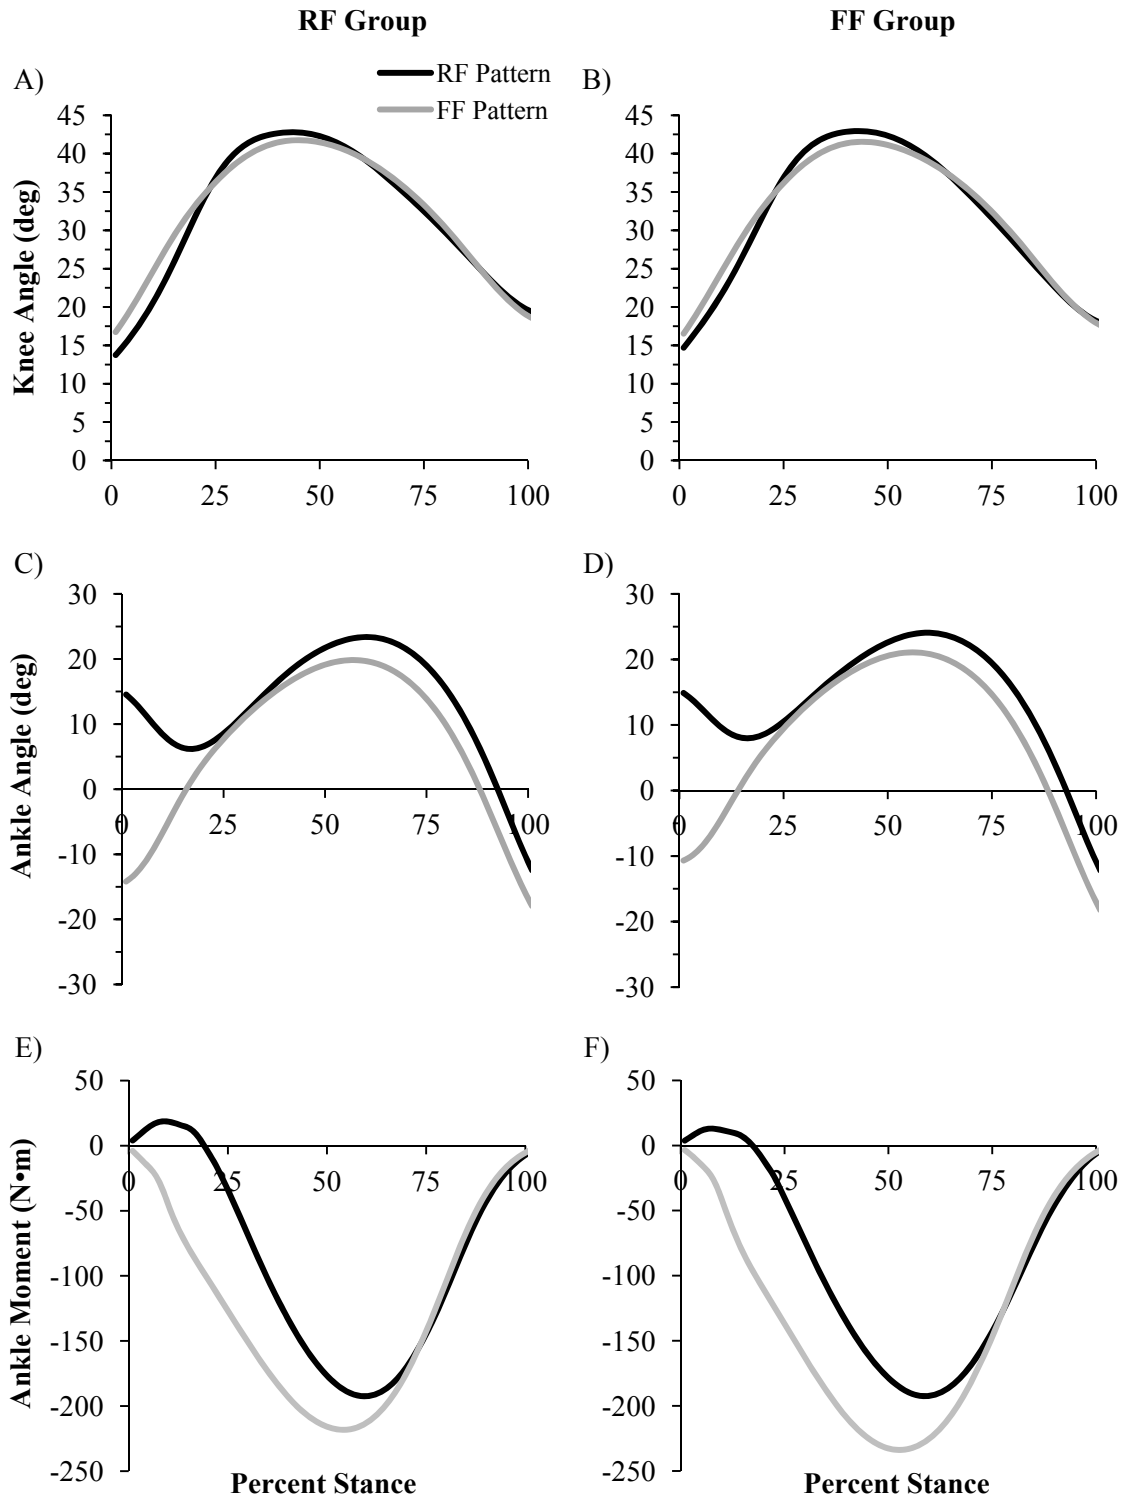 RF Group
FF Group
A)
RF Pattern
FF Pattern
B)
Knee Angle (deg)
45
40
35
30
25
20
15
10
5
0
0 25 50 75 100
45
40
35
30
25
20
15
10
5
0
0 25 50 75 100
C)
D)
Ankle Angle (deg)
30
20
10
0
-10
-20
-30
0 25 50 75 100
30
20
10
0
-10
-20
-30
0 25 50 75 100
E)
F)
Ankle Moment (N•m)
50
0
-50
-100
-150
-200
-250
0 25 50 75 100
Percent Stance
50
0
-50
-100
-150
-200
-250
0 25 50 75 100
Percent Stance